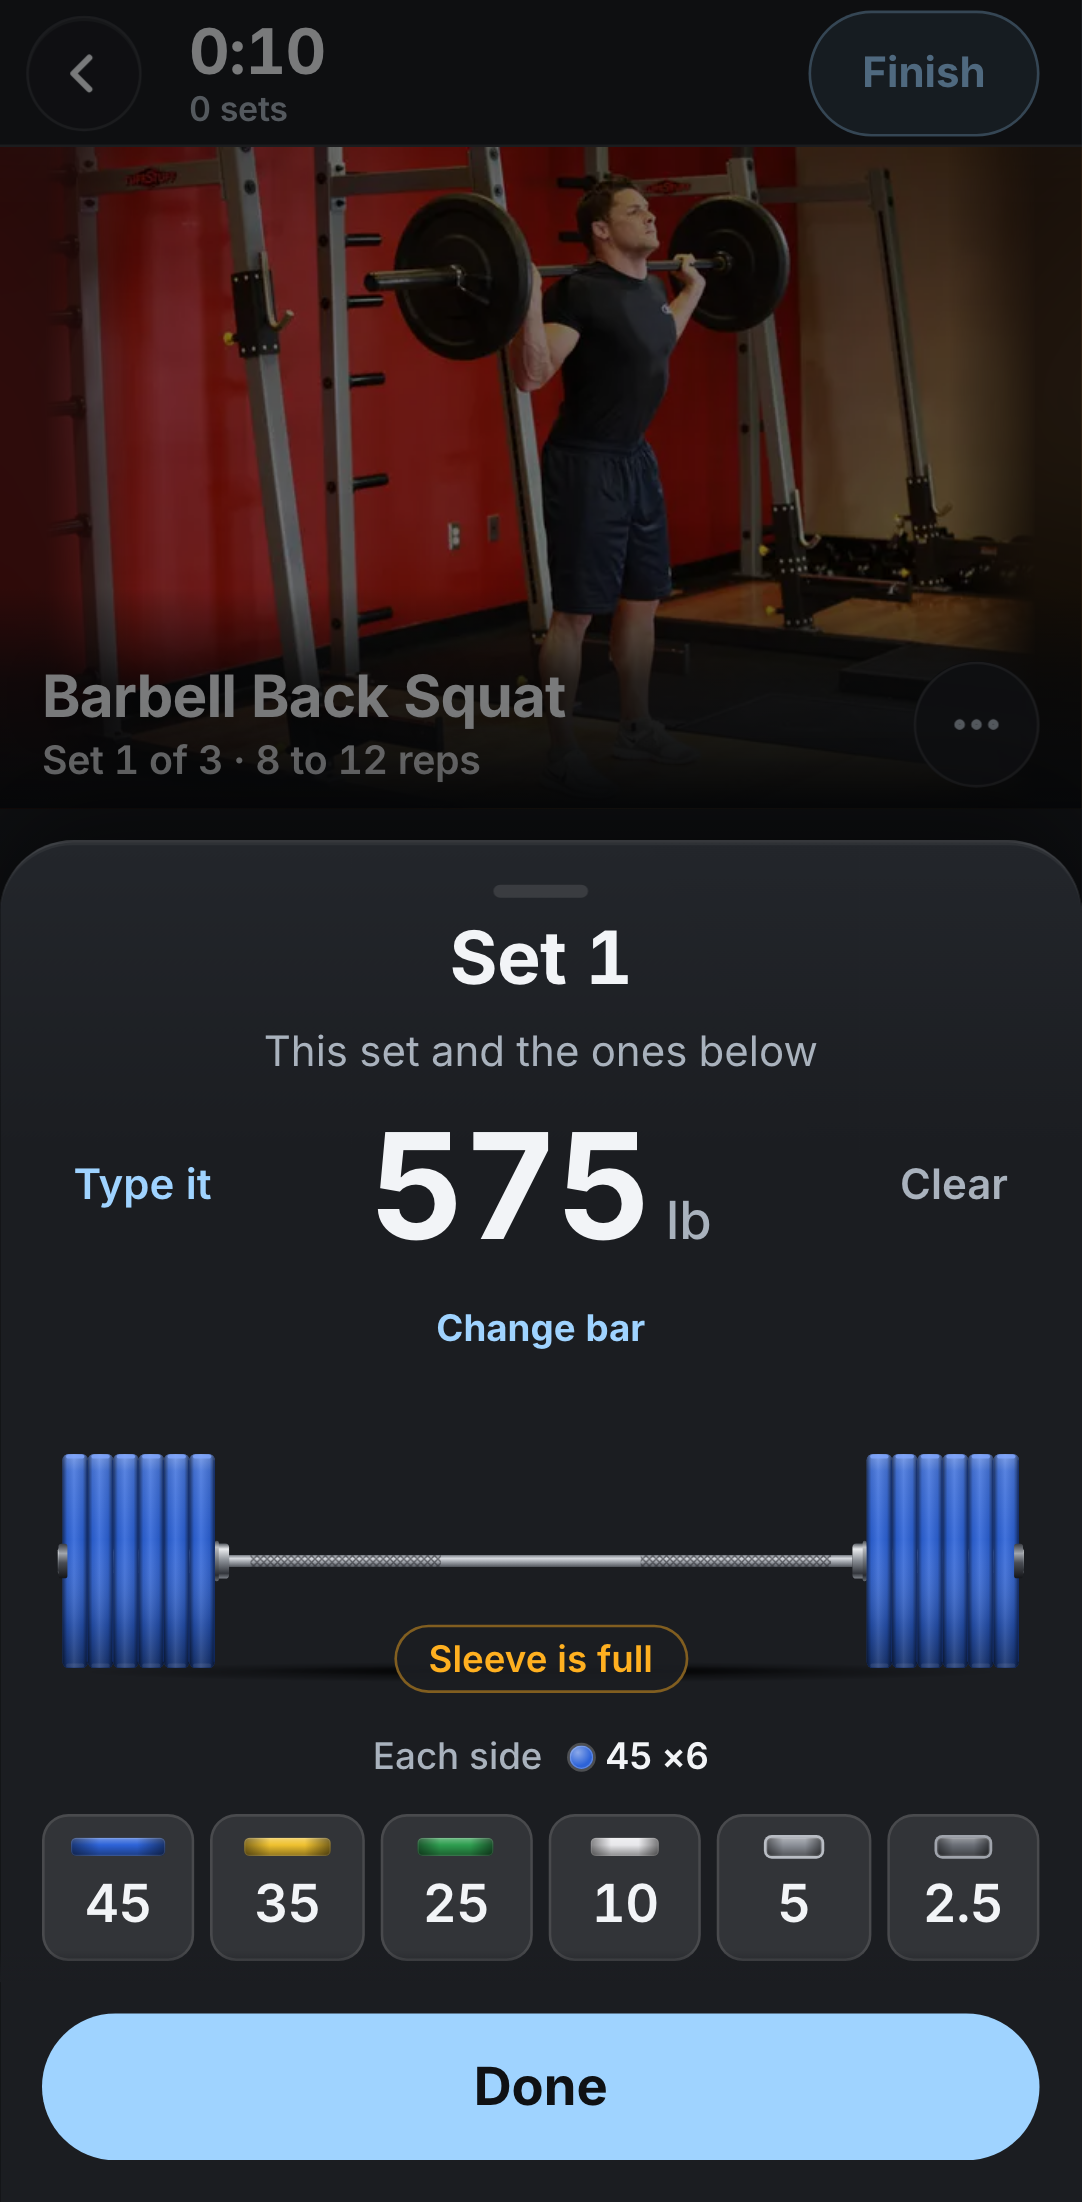 0:10
0 sets
Finish
Barbell Back Squat
Set 1 of 3 · 8 to 12 reps
Set 1
This set and the ones below
Type it
575 lb
Clear
Change bar
Sleeve is full
Each side 45 ×6
45 35 25 10 5 2.5
Done